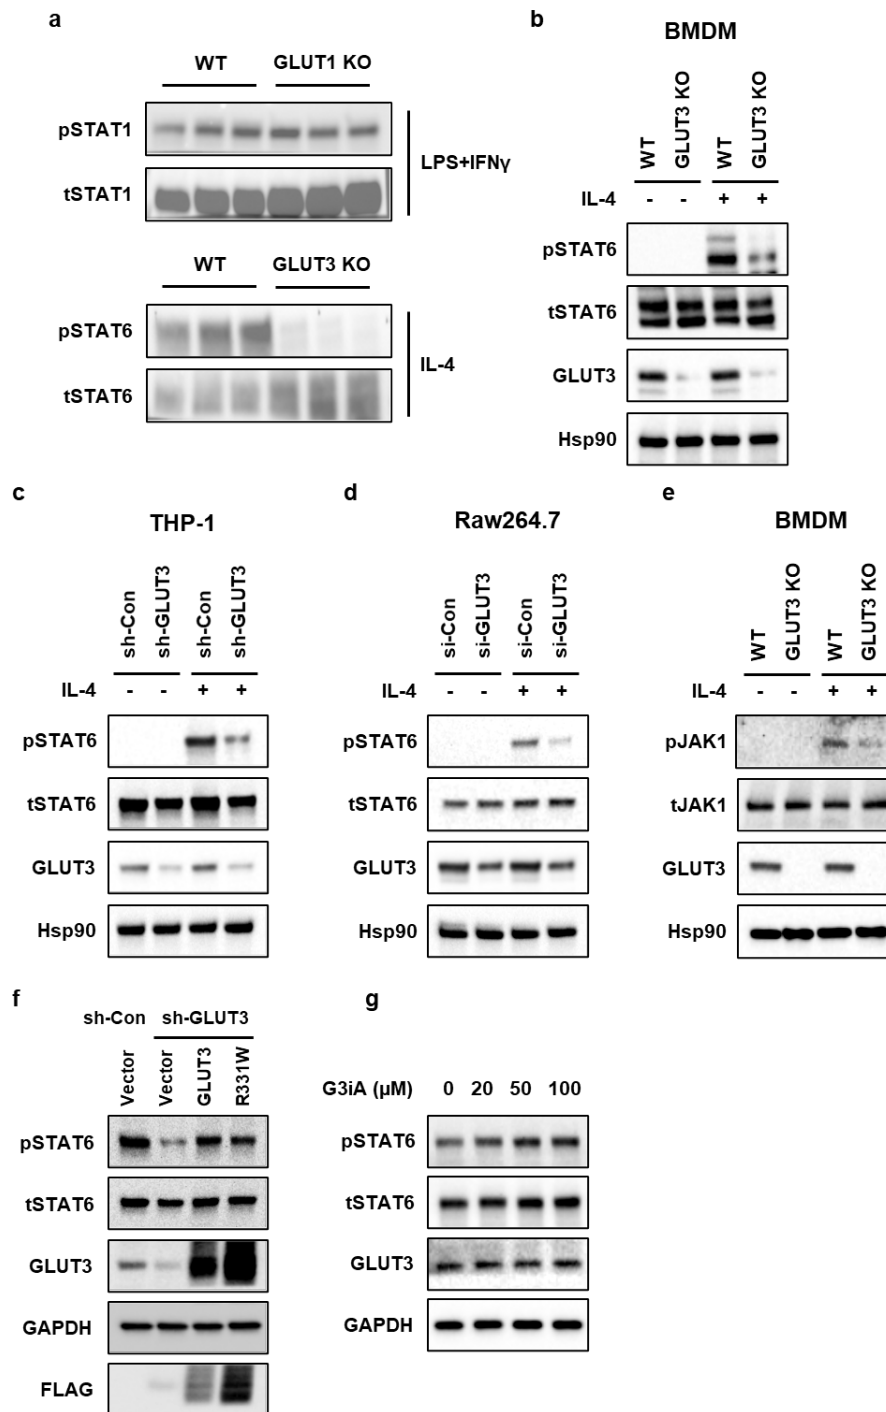 a
WT GLUT1 KO
pSTAT1
tSTAT1
LPS+IFNγ
WT GLUT3 KO
pSTAT6
tSTAT6
IL-4
b
BMDM
WT GLUT3 KO WT GLUT3 KO
IL-4 - - + +
pSTAT6
tSTAT6
GLUT3
Hsp90
c
THP-1
sh-Con sh-GLUT3 sh-Con sh-GLUT3
IL-4 - - + +
pSTAT6
tSTAT6
GLUT3
Hsp90
d
Raw264.7
si-Con si-GLUT3 si-Con si-GLUT3
IL-4 - - + +
pSTAT6
tSTAT6
GLUT3
Hsp90
e
BMDM
WT GLUT3 KO WT GLUT3 KO
IL-4 - - + +
pJAK1
tJAK1
GLUT3
Hsp90
f
sh-Con sh-GLUT3
Vector Vector GLUT3 R331W
pSTAT6
tSTAT6
GLUT3
GAPDH
FLAG
g
G3iA (μM) 0 20 50 100
pSTAT6
tSTAT6
GLUT3
GAPDH